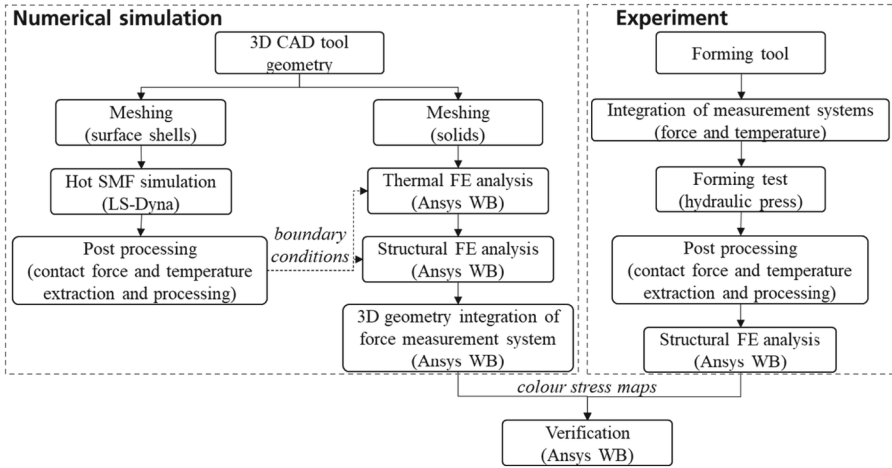 Numerical simulation
3D CAD tool
geometry
Meshing
(surface shells)
Hot SMF simulation
(LS-Dyna)
Post processing
(contact force and temperature
extraction and processing)
boundary
conditions
Meshing
(solids)
Thermal FE analysis
(Ansys WB)
Structural FE analysis
(Ansys WB)
3D geometry integration of
force measurement system
(Ansys WB)
Experiment
Forming tool
Integration of measurement systems
(force and temperature)
Forming test
(hydraulic press)
Post processing
(contact force and temperature
extraction and processing)
Structural FE analysis
(Ansys WB)
colour stress maps
Verification
(Ansys WB)